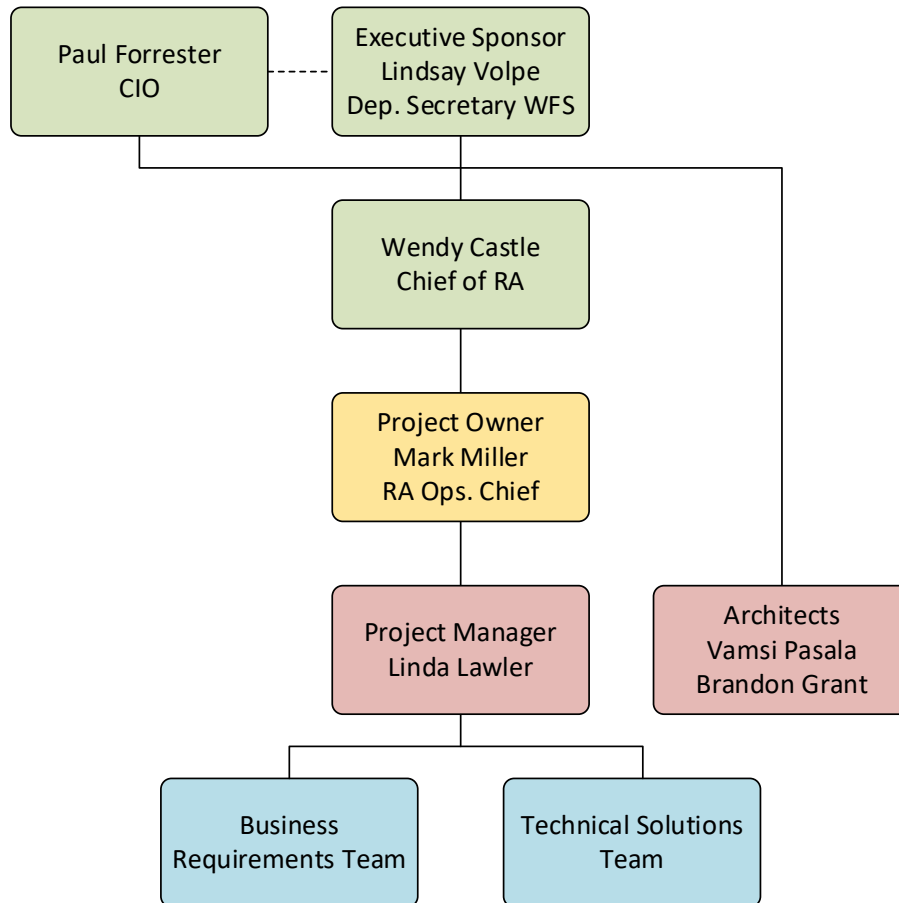 Paul Forrester
CIO
Executive Sponsor
Lindsay Volpe
Dep. Secretary WFS
Wendy Castle
Chief of RA
Project Owner
Mark Miller
RA Ops. Chief
Project Manager
Linda Lawler
Architects
Vamsi Pasala
Brandon Grant
Business
Requirements Team
Technical Solutions
Team